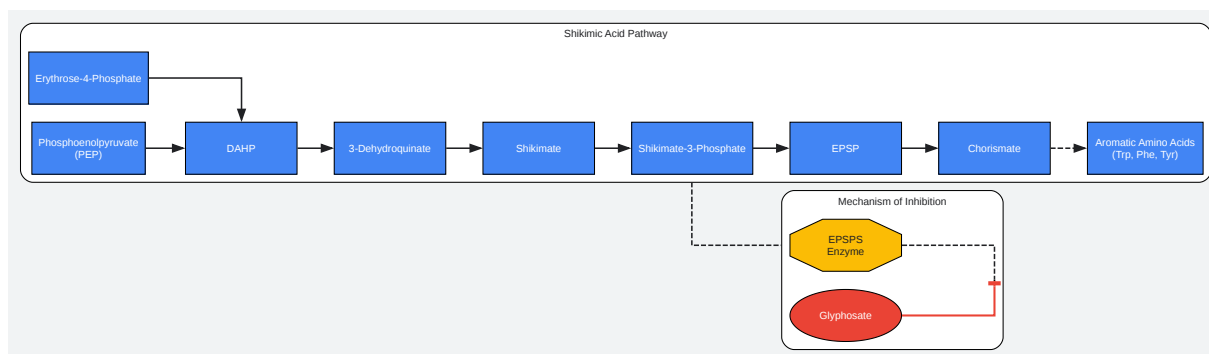 Shikimic Acid Pathway
Erythrose-4-Phosphate
Phosphoenolpyruvate
(PEP)
DAHP
3-Dehydroquinate
Shikimate
Shikimate-3-Phosphate
EPSP
Chorismate
Aromatic Amino Acids
(Trp, Phe, Tyr)
Mechanism of Inhibition
EPSPS
Enzyme
Glyphosate